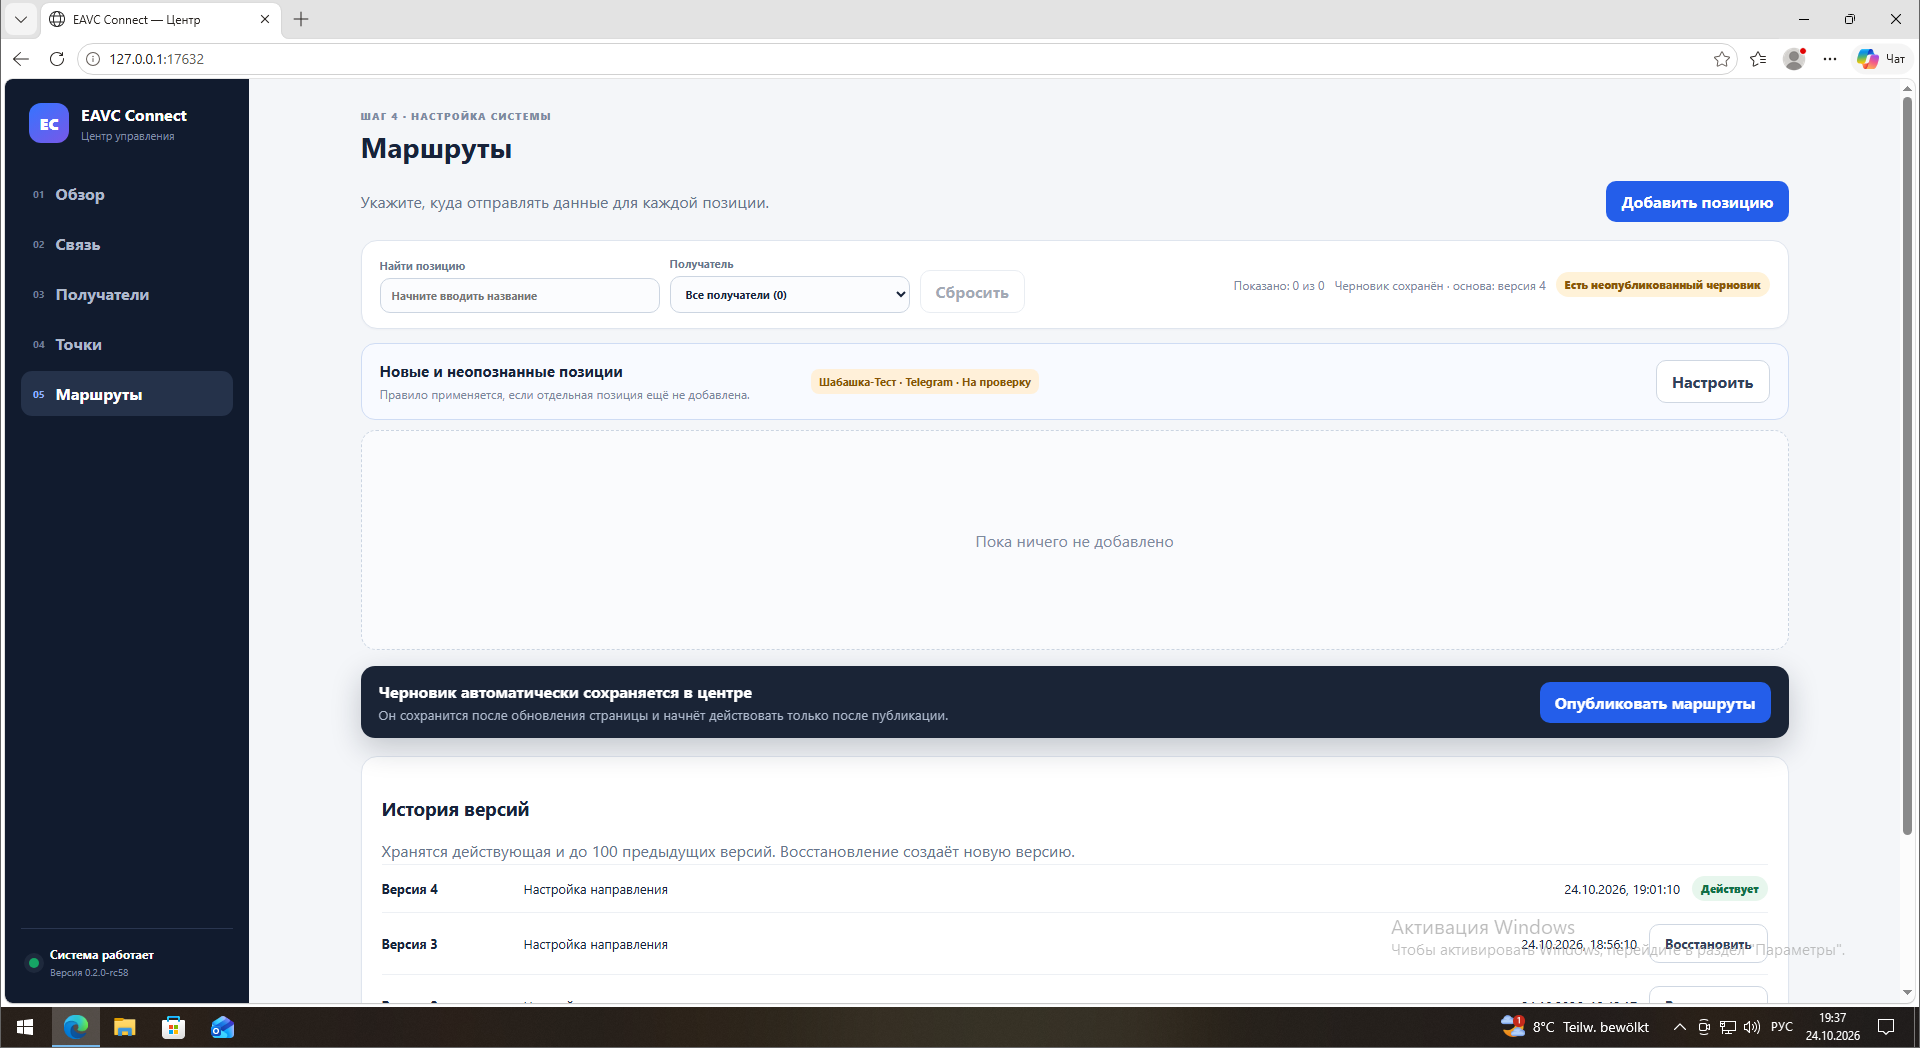 EAVC Connect — Центр
127.0.0.1:17632
Чат
EC
EAVC Connect
Центр управления
01 Обзор
02 Связь
03 Получатели
04 Точки
05 Маршруты
Система работает
Версия 0.2.0-rc58
ШАГ 4 · НАСТРОЙКА СИСТЕМЫ
Маршруты
Укажите, куда отправлять данные для каждой позиции.
Добавить позицию
Найти позицию
Начните вводить название
Получатель
Все получатели (0)
Сбросить
Показано: 0 из 0 Черновик сохранён · основа: версия 4 Есть неопубликованный черновик
Новые и неопознанные позиции
Правило применяется, если отдельная позиция ещё не добавлена.
Шабашка-Тест · Telegram · На проверку
Настроить
Пока ничего не добавлено
Черновик автоматически сохраняется в центре
Он сохранится после обновления страницы и начнёт действовать только после публикации.
Опубликовать маршруты
История версий
Хранятся действующая и до 100 предыдущих версий. Восстановление создаёт новую версию.
Версия 4 Настройка направления 24.10.2026, 19:01:10 Действует
Версия 3 Настройка направления 24.10.2026, 18:56:10 Восстановить
Активация Windows
Чтобы активировать Windows, перейдите в раздел "Параметры".
1
8°C Teilw. bewölkt
РУС
19:37
24.10.2026